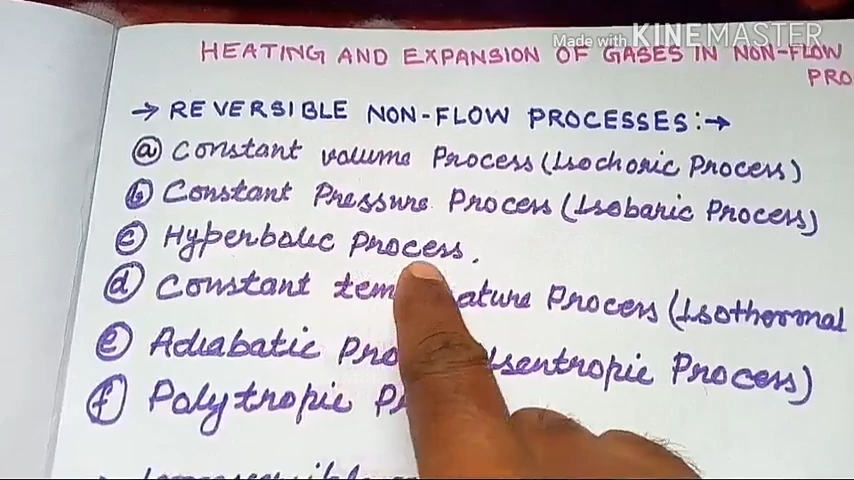 Made with KINEMASTER
HEATING AND EXPANSION OF GASES IN NON-FLOW
PRO
→ REVERSIBLE NON-FLOW PROCESSES:→
ⓐ Constant volume Process (Isochoric Process)
ⓑ Constant Pressure Process (Isobaric Process)
ⓒ Hyperbolic Process.
ⓓ Constant tem ature Process (Isothermal
ⓔ Adiabatic Pro Isentropic Process)
ⓕ Polytropic P